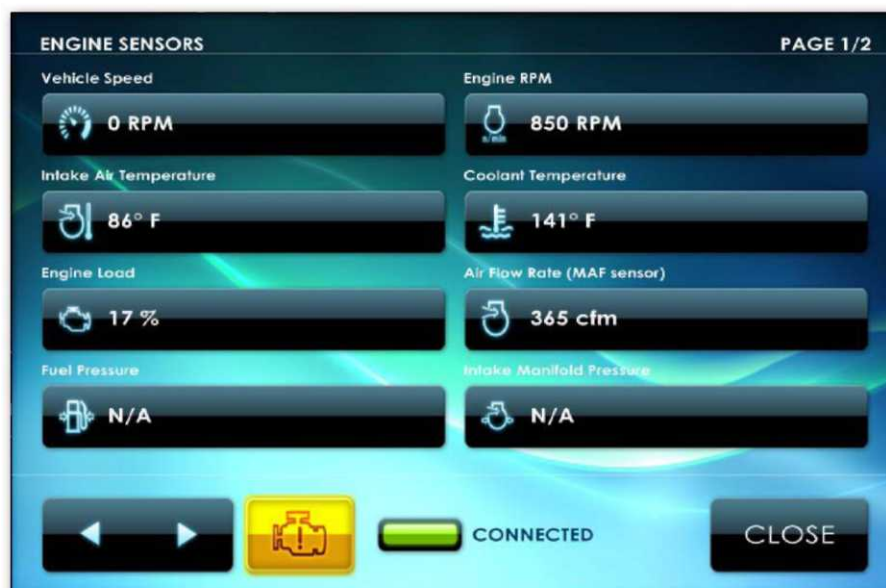 ENGINE SENSORS
PAGE 1/2
Vehicle Speed
Engine RPM
0 RPM
n/min
850 RPM
Intake Air Temperature
Coolant Temperature
86° F
141° F
Engine Load
Air Flow Rate (MAF sensor)
17 %
365 cfm
Fuel Pressure
Intake Manifold Pressure
N/A
N/A
CONNECTED
CLOSE